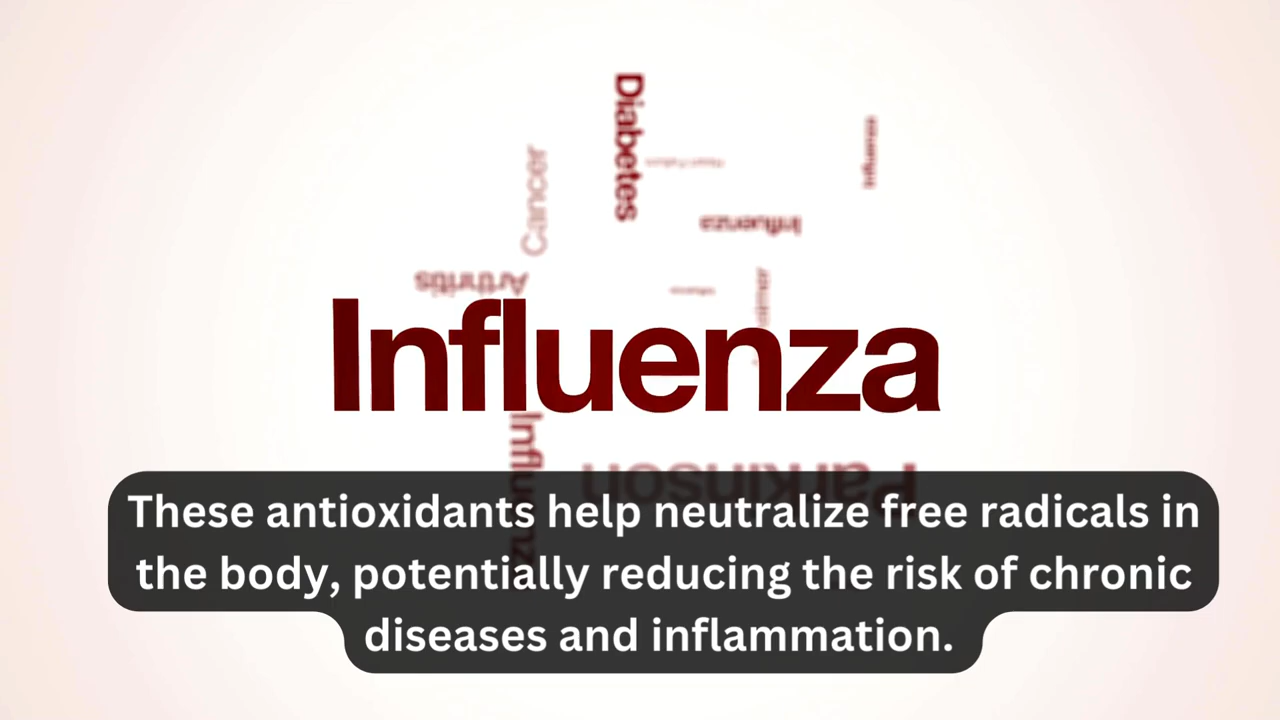 Diabetes
Cancer
Influenza
Arthritis
Influenza
Influenza
Parkinson
These antioxidants help neutralize free radicals in
the body, potentially reducing the risk of chronic
diseases and inflammation.